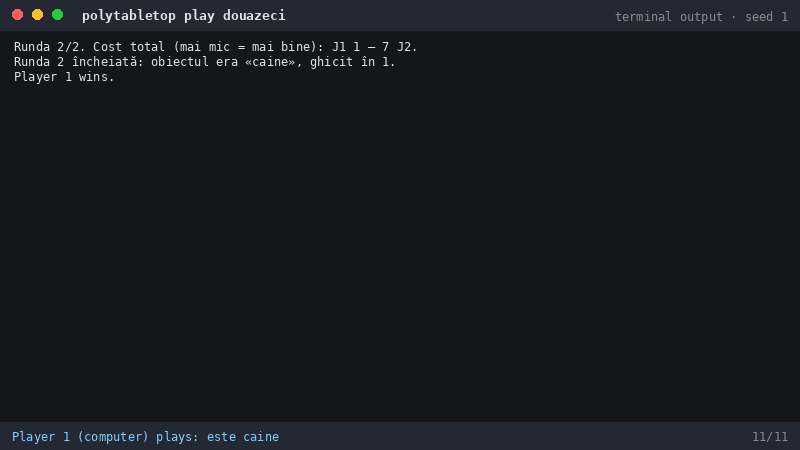 polytabletop play douazeci
terminal output · seed 1
Runda 2/2. Cost total (mai mic = mai bine): J1 1 — 7 J2.
Runda 2 încheiată: obiectul era «caine», ghicit în 1.
Player 1 wins.
Player 1 (computer) plays: este caine
11/11